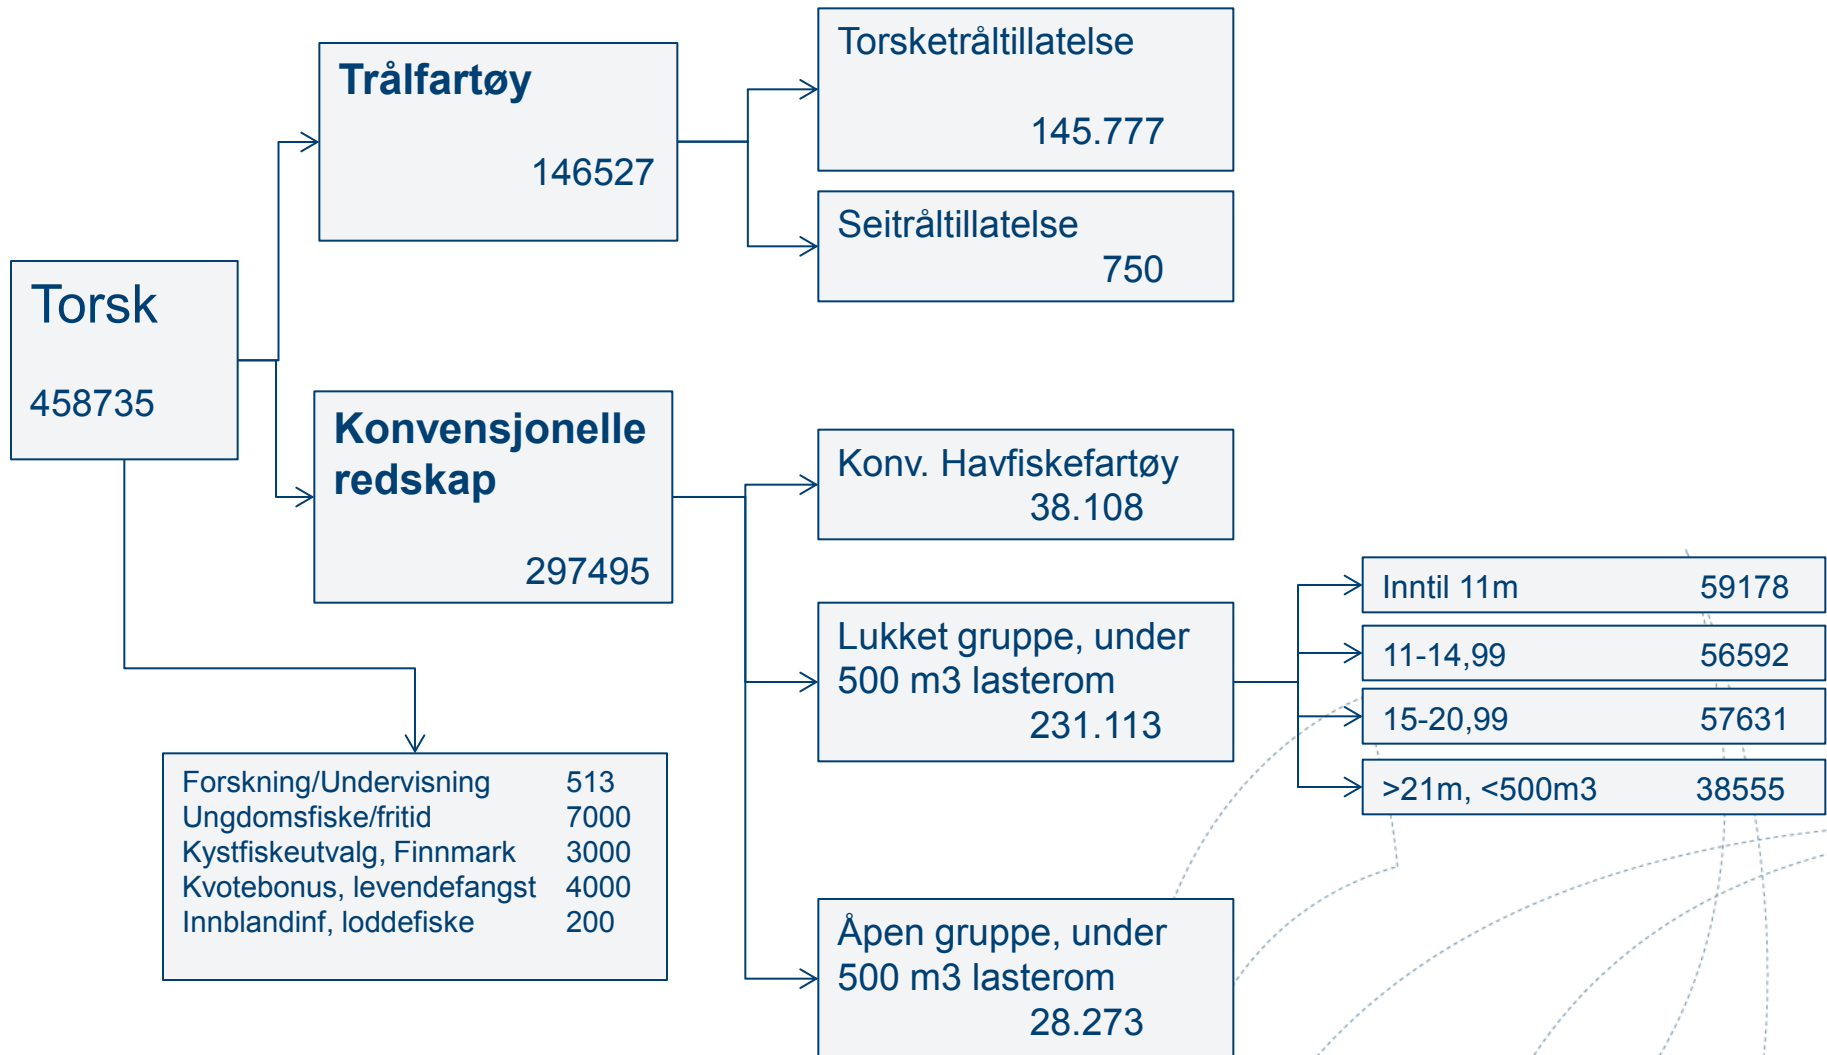 Torsk
458735
Trålfartøy
146527
Konvensjonelle
redskap
297495
Forskning/Undervisning 513
Ungdomsfiske/fritid 7000
Kystfiskeutvalg, Finnmark 3000
Kvotebonus, levendefangst 4000
Innblandinf, loddefiske 200
Torsketråltillatelse
145.777
Seitråltillatelse
750
Konv. Havfiskefartøy
38.108
Lukket gruppe, under
500 m3 lasterom
231.113
Åpen gruppe, under
500 m3 lasterom
28.273
Inntil 11m 59178
11-14,99 56592
15-20,99 57631
>21m, <500m3 38555